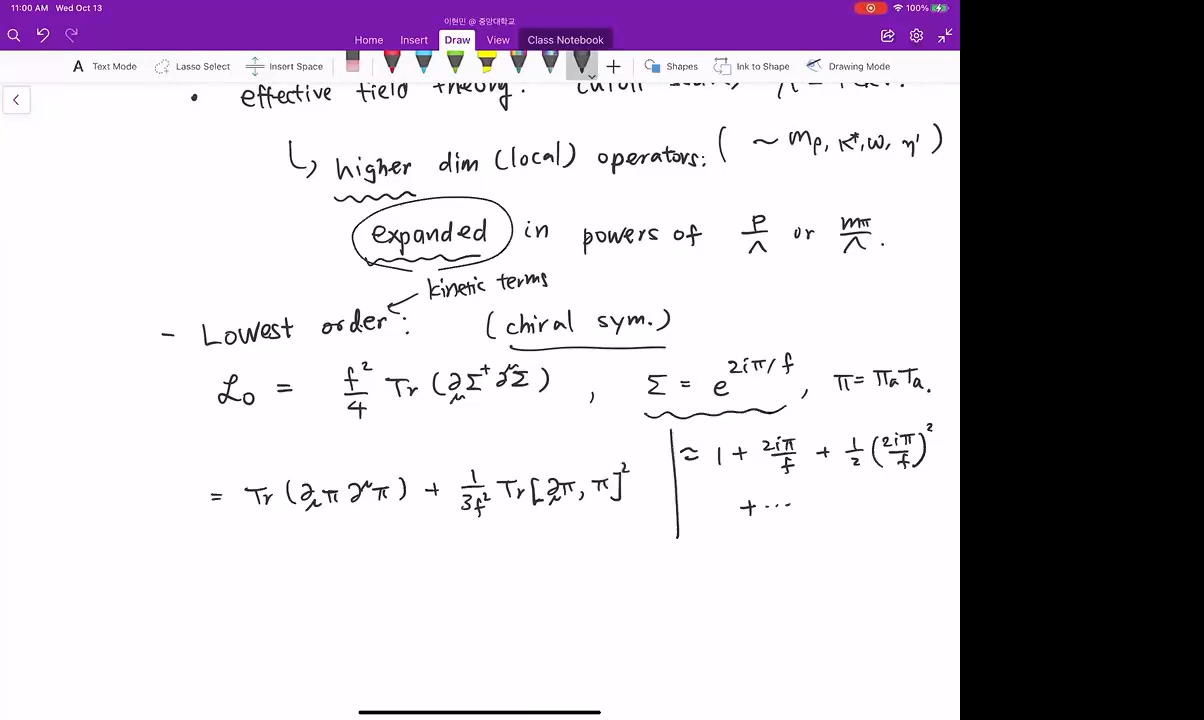 11:00 AM Wed Oct 13
100%
이현민 @ 중앙대학교
Home Insert Draw View Class Notebook
Text Mode Lasso Select Insert Space Shapes Ink to Shape Drawing Mode
• effective field theory:
↳ higher dim (local) operators: ( ~ mρ, K*, ω, η' )
expanded in powers of p/Λ or mπ/Λ.
kinetic terms
- Lowest order: (chiral sym.)
ℒ₀ = f²/4 Tr (∂μΣ† ∂^μΣ), Σ = e^{2iπ/f}, π = πₐTₐ.
≈ 1 + 2iπ/f + 1/2 (2iπ/f)²
= Tr (∂μπ ∂^μπ) + 1/3f² Tr [∂μπ, π]²
+ ...